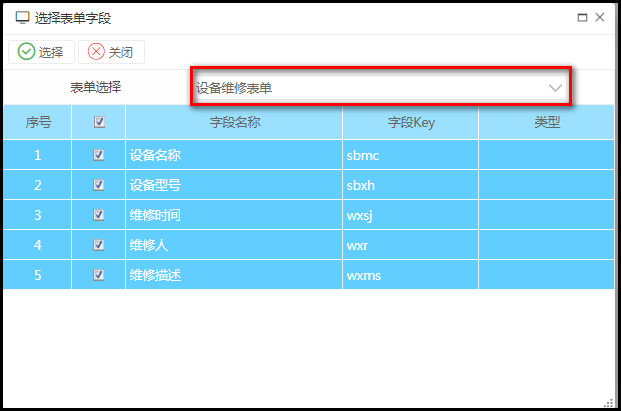 选择表单字段
选择 关闭
表单选择 设备维修表单
序号 字段名称 字段Key 类型
1 设备名称 sbmc
2 设备型号 sbxh
3 维修时间 wxsj
4 维修人 wxr
5 维修描述 wxms